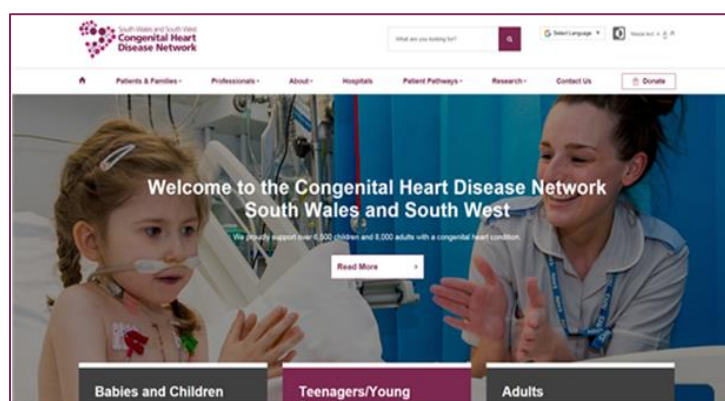 South Wales and South West
Congenital Heart
Disease Network
What are you looking for?
Select Language
Patients & Families
Professionals
About
Hospitals
Patient Pathways
Research
Contact Us
Donate
Welcome to the Congenital Heart Disease Network
South Wales and South West
We proudly support over 6,500 children and 8,000 adults with a congenital heart condition.
Read More
Babies and Children
Teenagers/Young
Adults